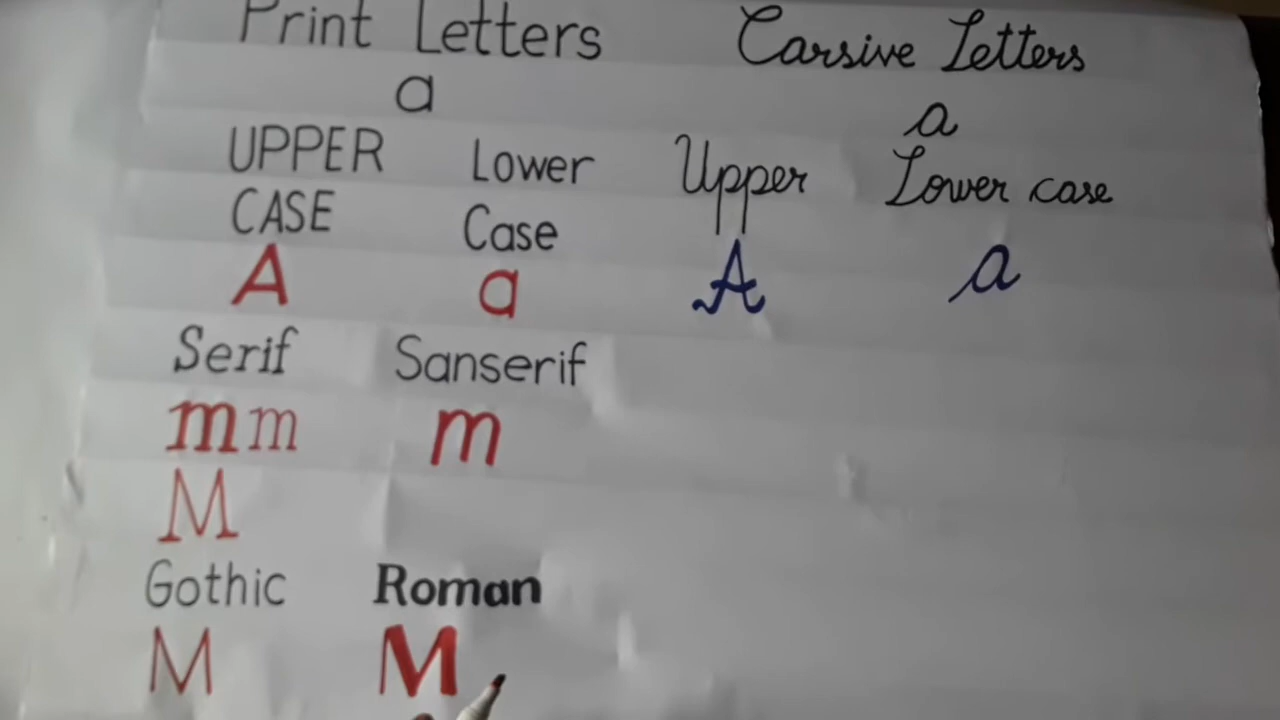 Print Letters Carsive Letters
a a
UPPER Lower Upper Lower case
CASE Case
A a A a
Serif Sanserif
m m m
M
Gothic Roman
M M